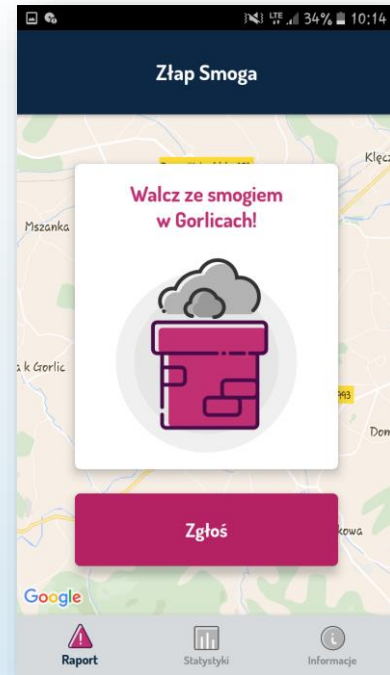 34% 10:14
Złap Smoga
Klęcz
Walcz ze smogiem
w Gorlicach!
Mszanka
a k Gorlic
993
Dom
Zgłoś
kowa
Google
Raport
Statystyki
Informacje